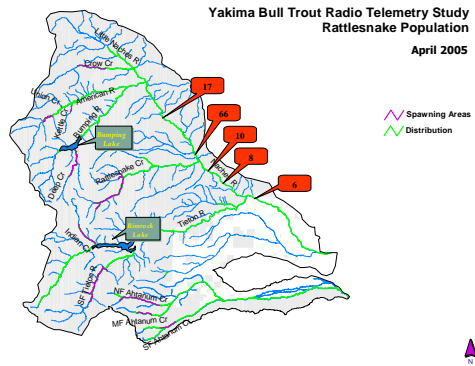 Yakima Bull Trout Radio Telemetry Study
Rattlesnake Population
April 2005
Spawning Areas
Distribution
Little Naches R
Crow Cr
American R
Union Cr
Kettle Cr
Bumping R
Bumping
Lake
Deep Cr
Rattlesnake Cr
17
66
10
8
6
Naches R
Tieton R
Rimrock
Lake
Indian Cr
SF Tieton R
NF Ahtanum Cr
MF Ahtanum Cr
SF Ahtanum Cr
N